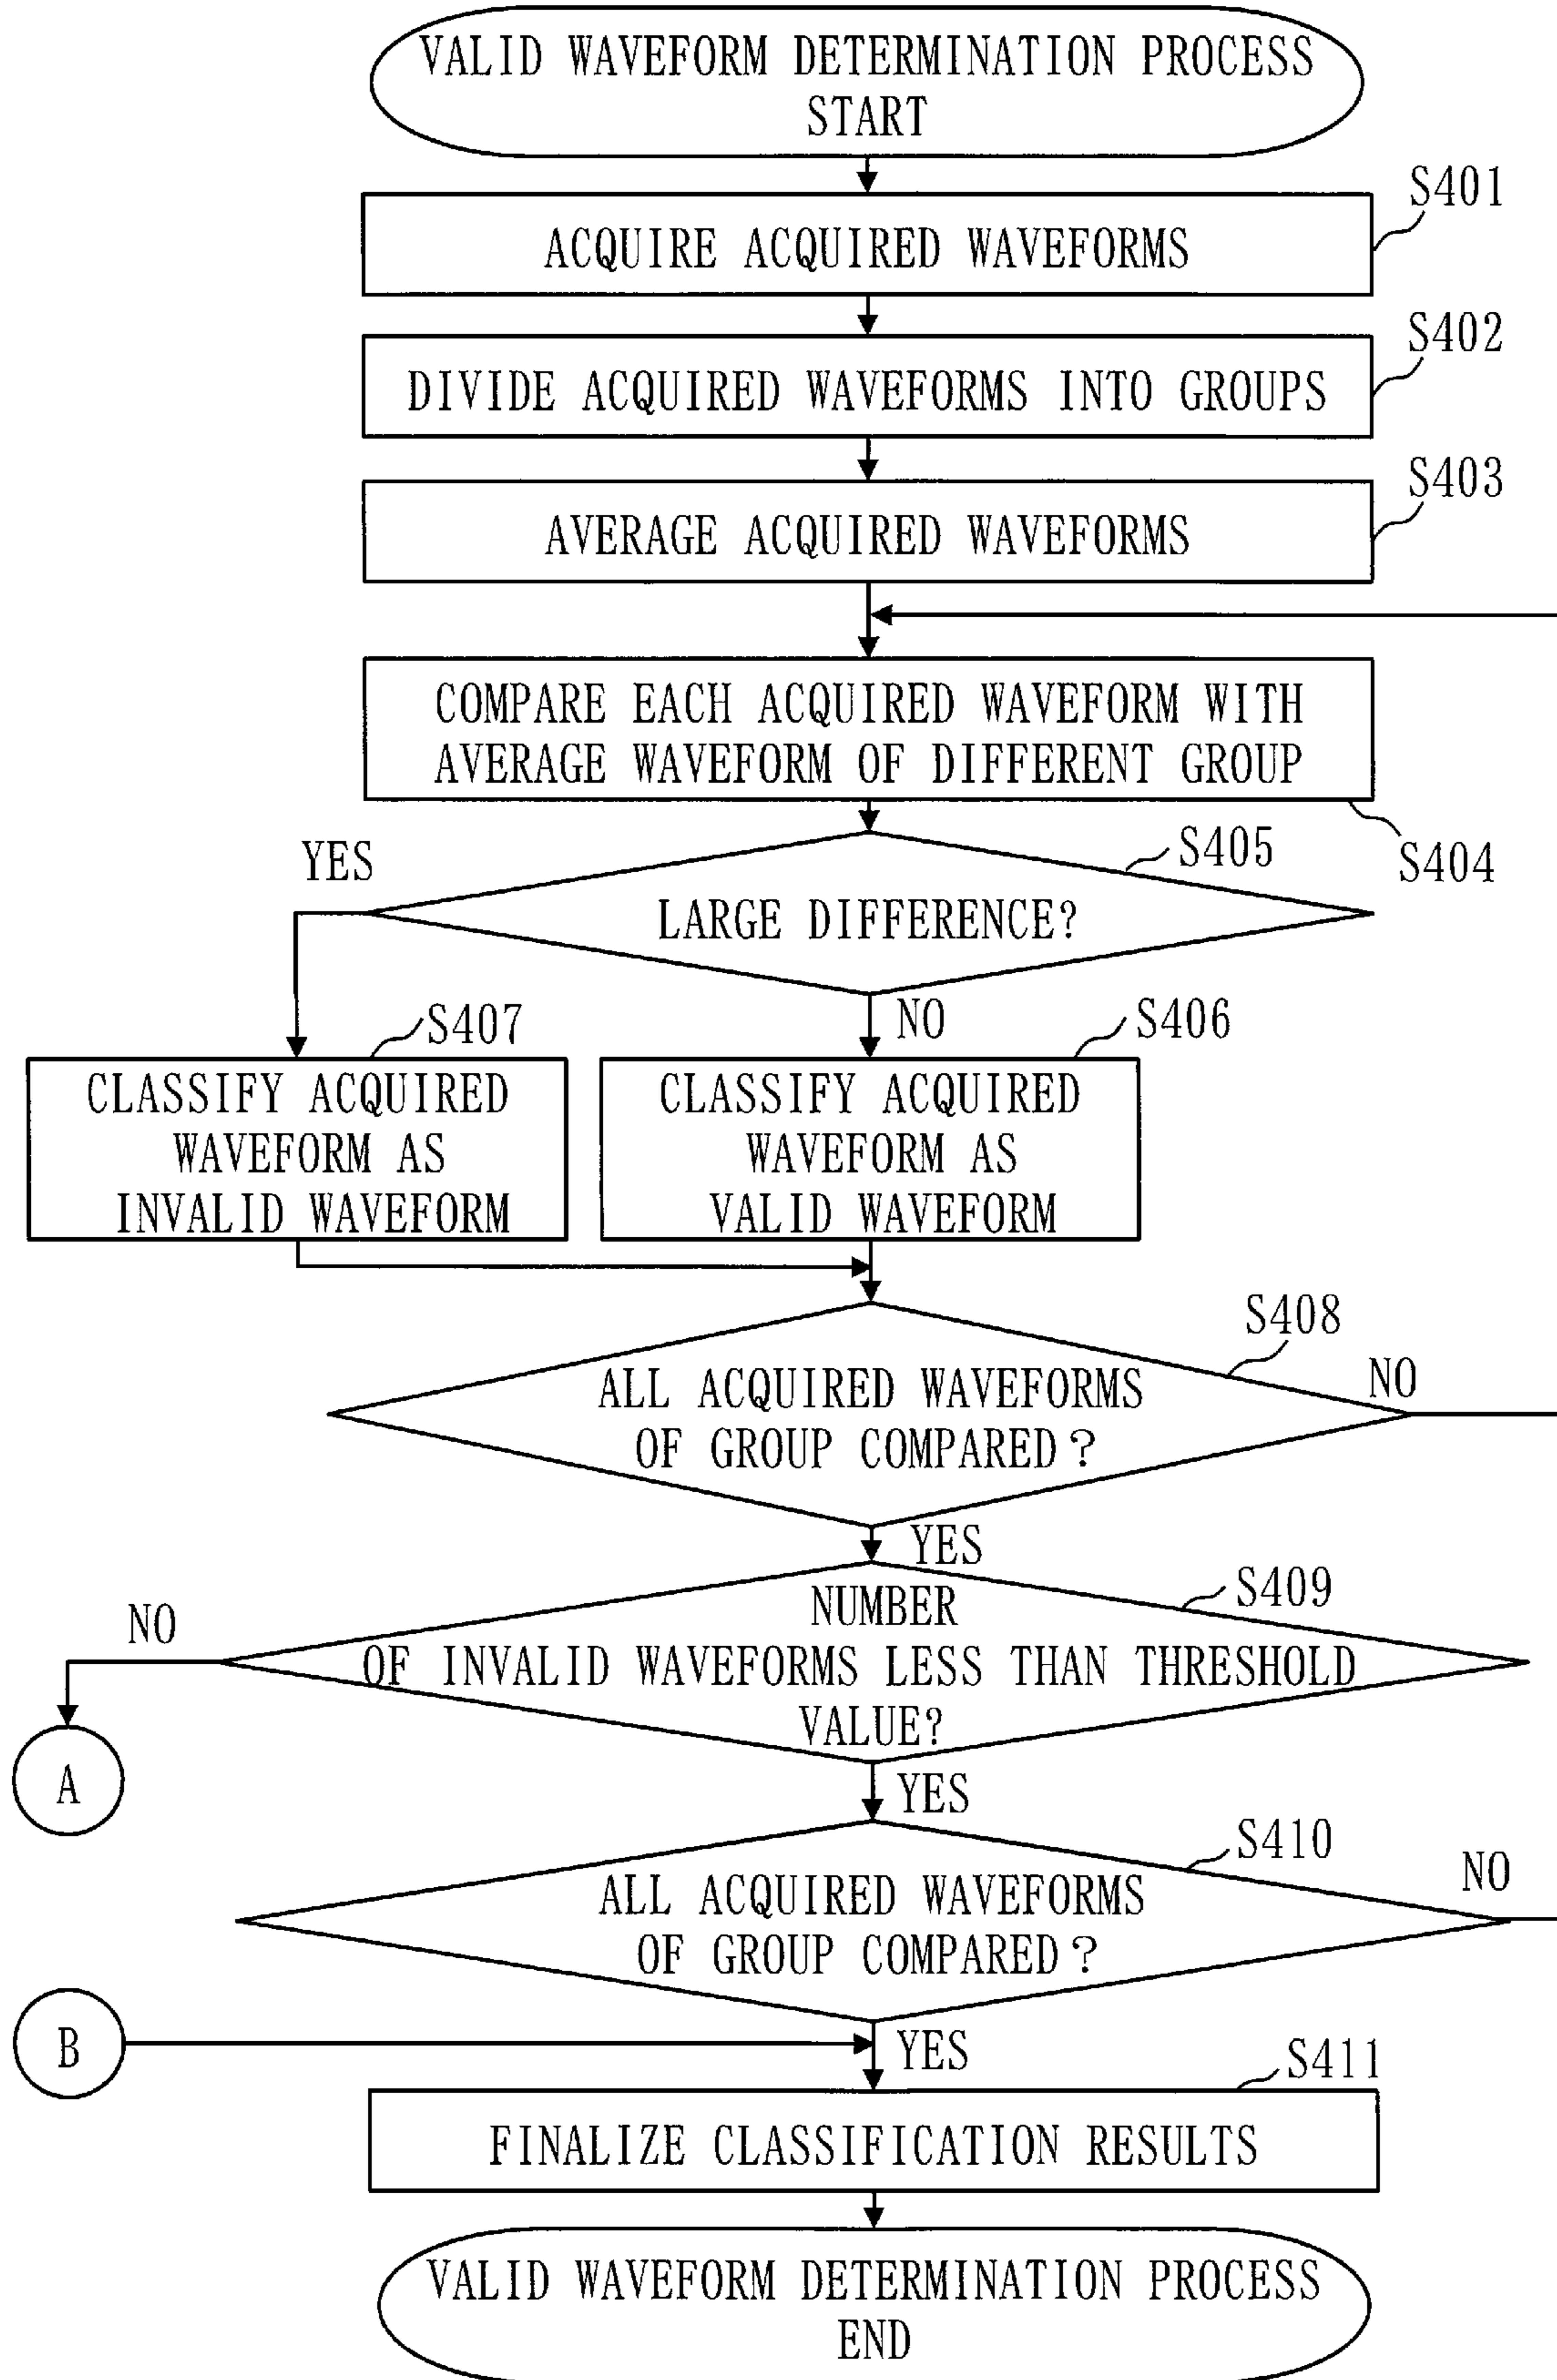 VALID WAVEFORM DETERMINATION PROCESS
START
S401
ACQUIRE ACQUIRED WAVEFORMS
S402
DIVIDE ACQUIRED WAVEFORMS INTO GROUPS
S403
AVERAGE ACQUIRED WAVEFORMS
COMPARE EACH ACQUIRED WAVEFORM WITH
AVERAGE WAVEFORM OF DIFFERENT GROUP
S404
S405
YES
LARGE DIFFERENCE?
NO
S407
S406
CLASSIFY ACQUIRED
WAVEFORM AS
INVALID WAVEFORM
CLASSIFY ACQUIRED
WAVEFORM AS
VALID WAVEFORM
S408
ALL ACQUIRED WAVEFORMS
OF GROUP COMPARED?
NO
YES
S409
NUMBER
OF INVALID WAVEFORMS LESS THAN THRESHOLD
VALUE?
NO
A
YES
S410
ALL ACQUIRED WAVEFORMS
OF GROUP COMPARED?
NO
B
YES
S411
FINALIZE CLASSIFICATION RESULTS
VALID WAVEFORM DETERMINATION PROCESS
END